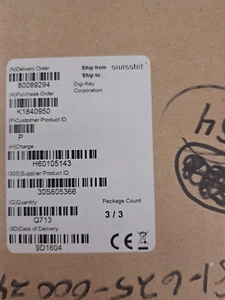 (N)Delivery Order
80089294
Ship from swissbit
Ship to
Digi-Key
Corporation
(K)Purchase Order
K1840950
(P)Customer Product ID
P
(H)Charge
H60105143
(30S)Supplier Product ID
30S605366
(Q)Quantity
Q713
Package Count
3 / 3
(9D)Date of Delivery
9D1604
CE